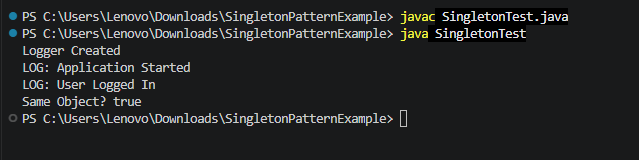 PS C:\Users\Lenovo\Downloads\SingletonPatternExample> javac SingletonTest.java
PS C:\Users\Lenovo\Downloads\SingletonPatternExample> java SingletonTest
Logger Created
LOG: Application Started
LOG: User Logged In
Same Object? true
PS C:\Users\Lenovo\Downloads\SingletonPatternExample>